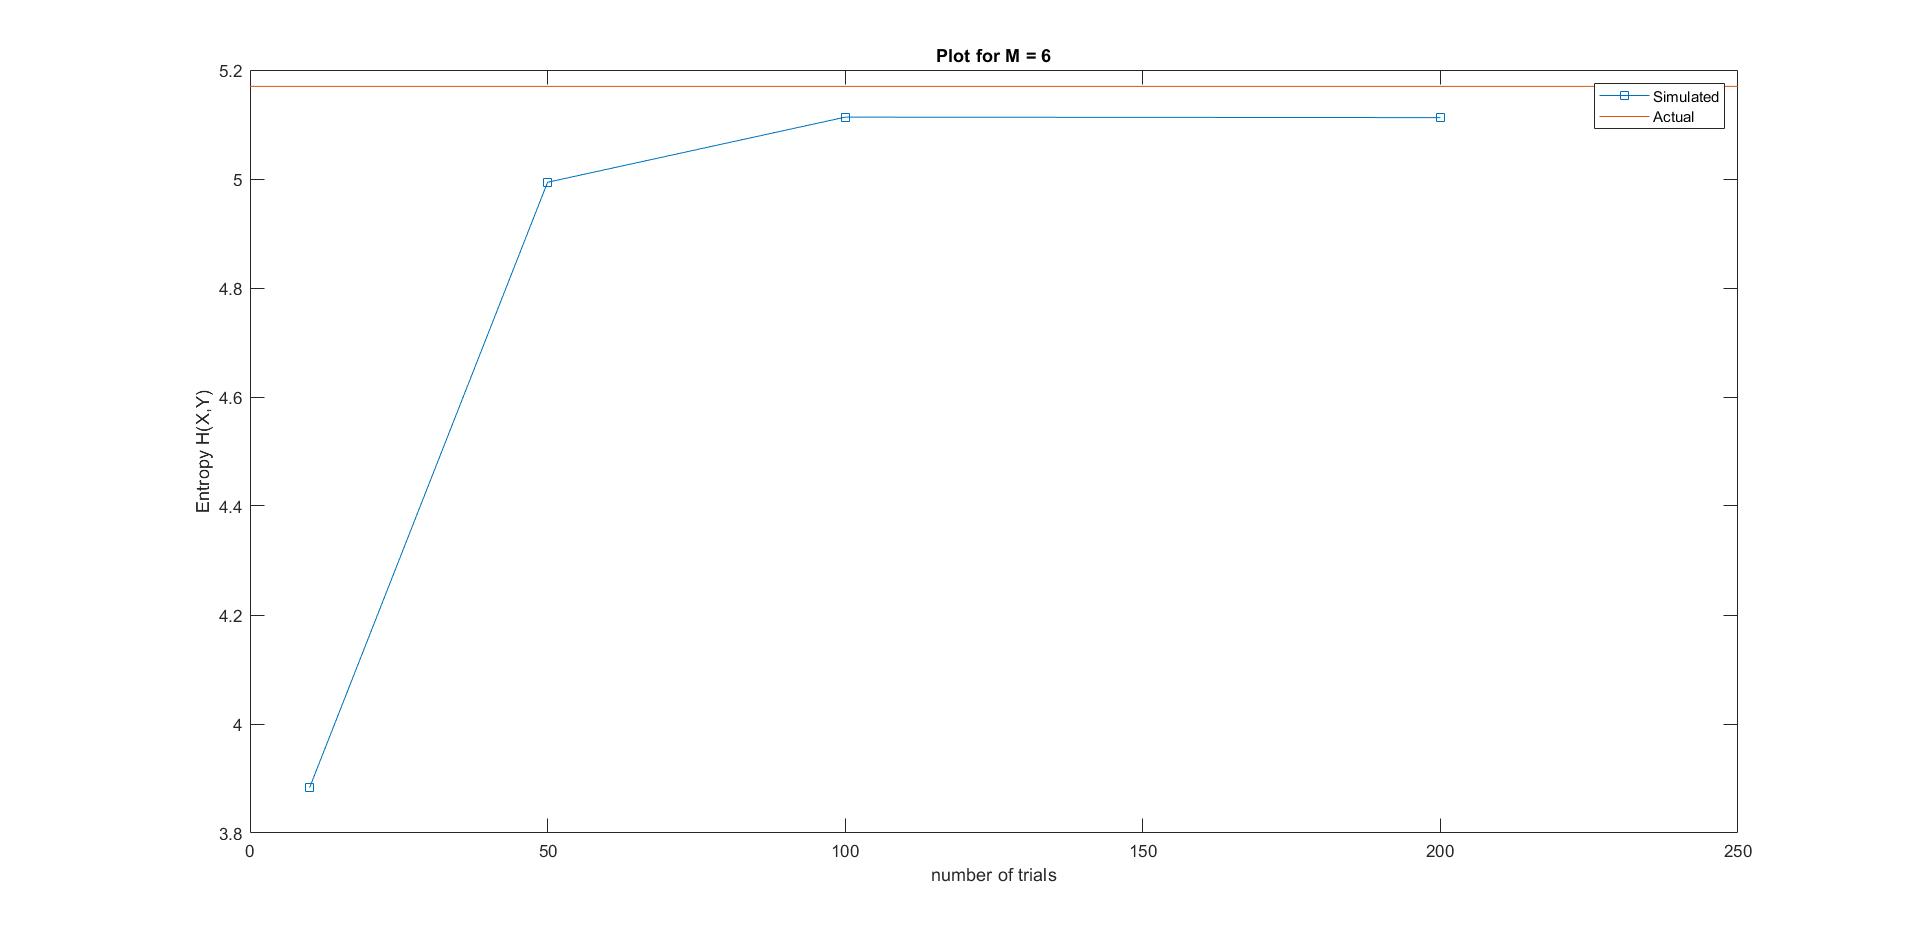 Plot for M = 6
5.2
5
4.8
4.6
4.4
4.2
4
3.8
Entropy H(X,Y)
Simulated
Actual
0 50 100 150 200 250
number of trials